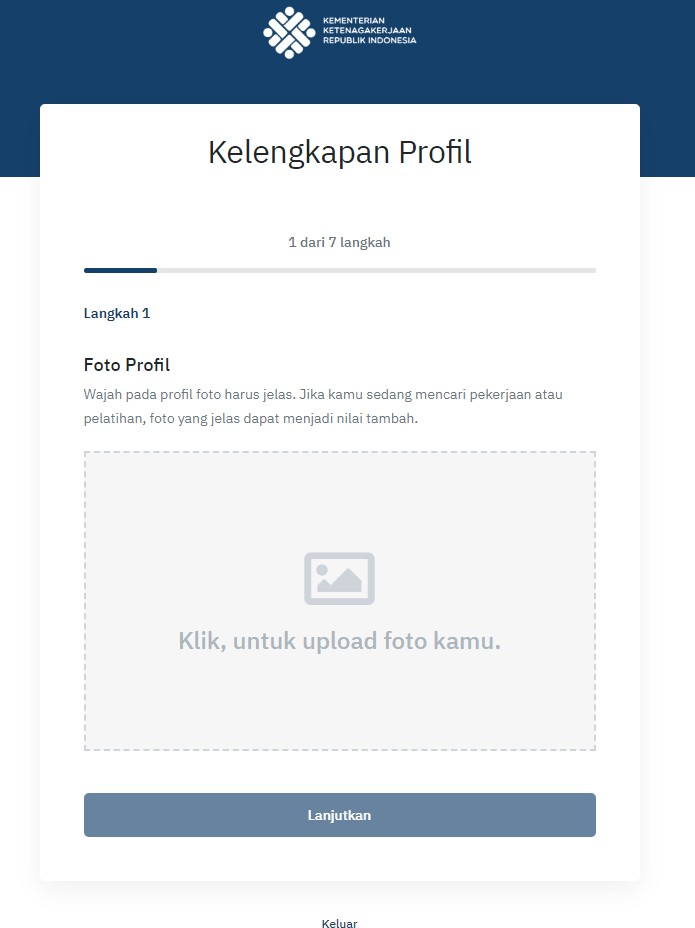 KEMENTERIAN
KETENAGAKERJAAN
REPUBLIK INDONESIA
Kelengkapan Profil
1 dari 7 langkah
Langkah 1
Foto Profil
Wajah pada profil foto harus jelas. Jika kamu sedang mencari pekerjaan atau
pelatihan, foto yang jelas dapat menjadi nilai tambah.
Klik, untuk upload foto kamu.
Lanjutkan
Keluar